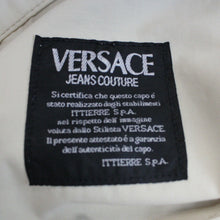 VERSACE
JEANS COUTURE
Si certifica che questo capo é
stato realizzato dagli stabilimenti
ITTIERRE S.P.A.
nel rispetto dell'immagine
voluta dallo Stilista VERSACE.
Il presente attestato é a garanzia
dell'autenticità del capo.
ITTIERRE S.P.A.